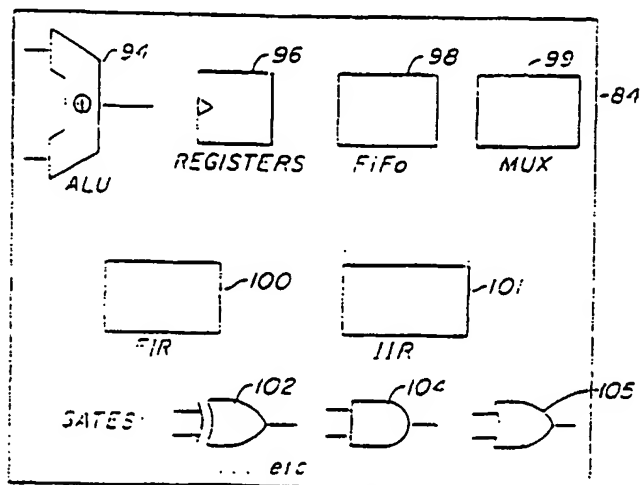 94 96 98 99
84
ALU REGISTERS FiFo MUX
100 101
FIR IIR
102 104 105
GATES:
... etc